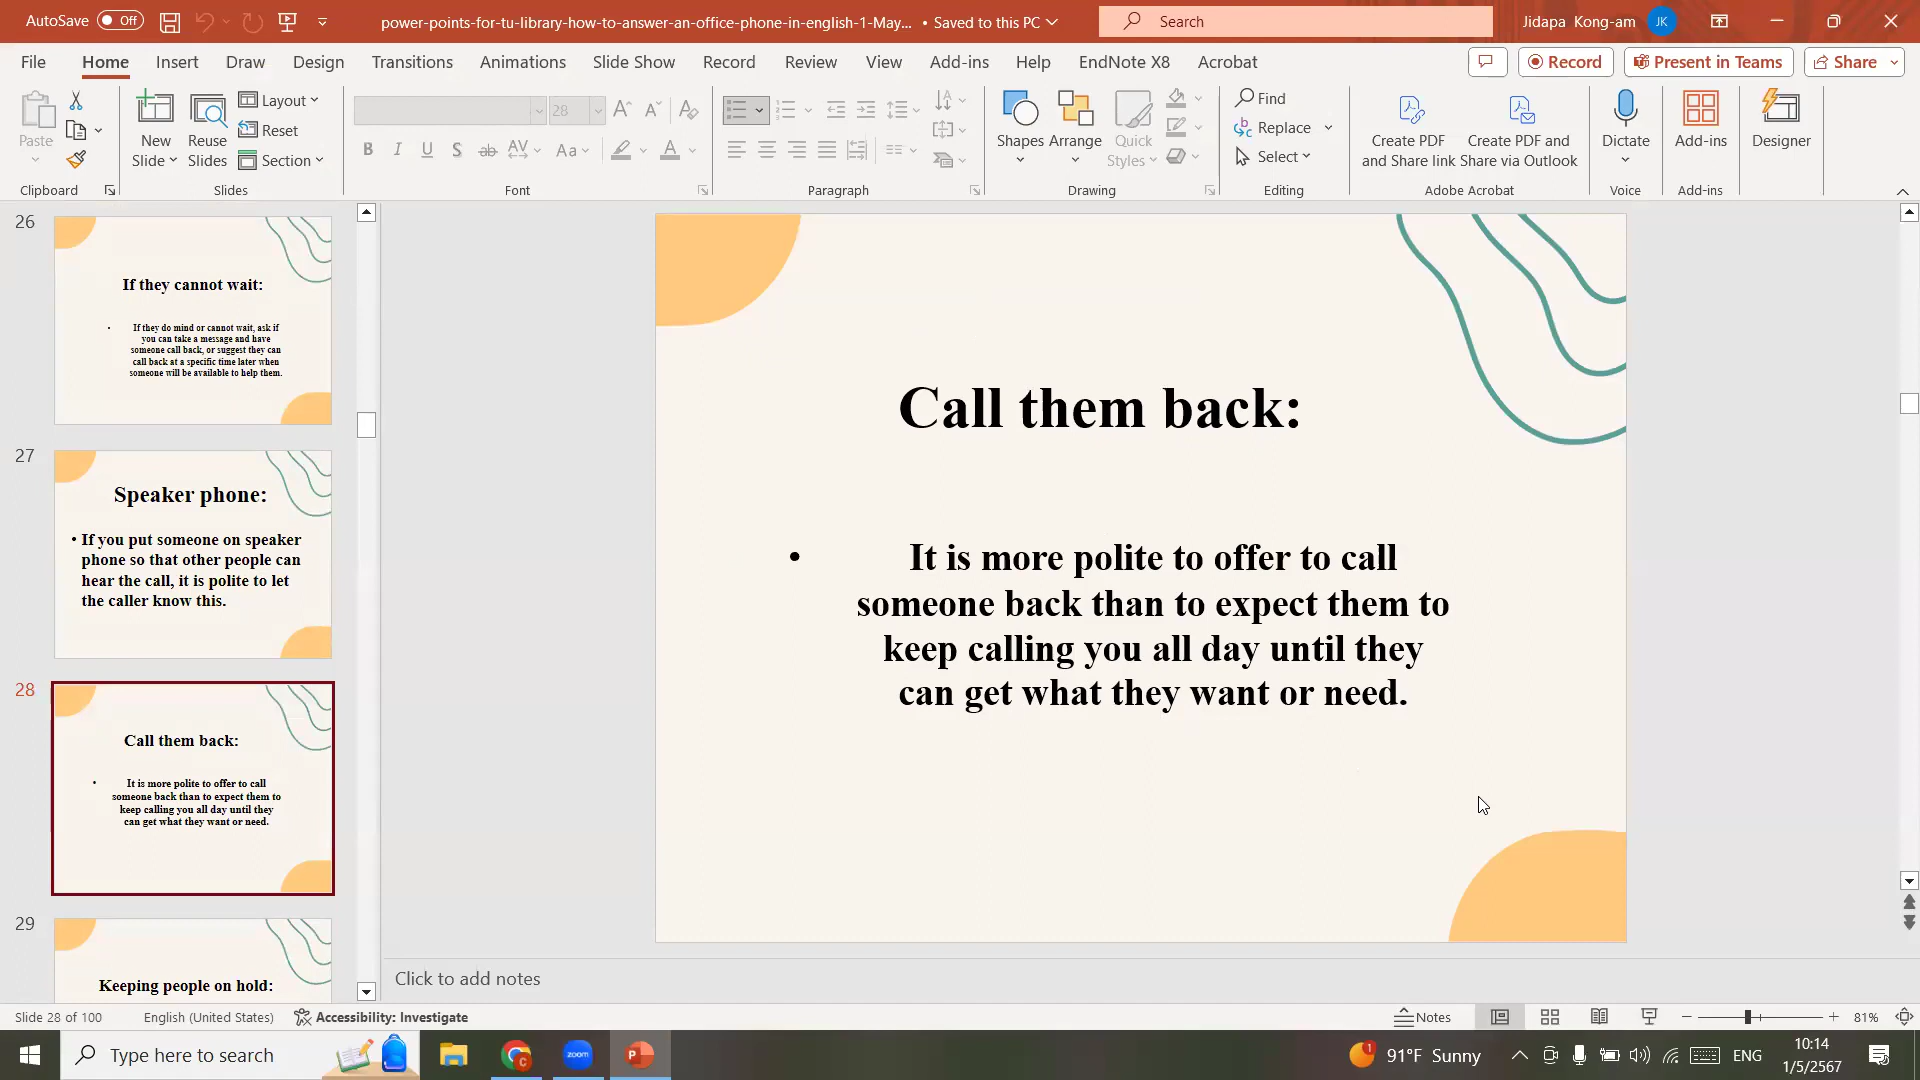 AutoSave Off power-points-for-tu-library-how-to-answer-an-office-phone-in-english-1-May... • Saved to this PC Search Jidapa Kong-am JK
File Home Insert Draw Design Transitions Animations Slide Show Record Review View Add-ins Help EndNote X8 Acrobat Record Present in Teams Share
Paste
New Slide
Reuse Slides
Layout
Reset
Section
28
B I U S ab AV Aa A
Shapes Arrange Quick Styles
Find
Replace
Select
Create PDF and Share link
Create PDF and Share via Outlook
Dictate
Add-ins
Designer
Clipboard Slides Font Paragraph Drawing Editing Adobe Acrobat Voice Add-ins
26
If they cannot wait:
• If they do mind or cannot wait, ask if
you can take a message and have
someone call back, or suggest they can
call back at a specific time later when
someone will be available to help them.
27
Speaker phone:
• If you put someone on speaker
phone so that other people can
hear the call, it is polite to let
the caller know this.
28
Call them back:
• It is more polite to offer to call
someone back than to expect them to
keep calling you all day until they
can get what they want or need.
29
Keeping people on hold:
Call them back:
• It is more polite to offer to call
someone back than to expect them to
keep calling you all day until they
can get what they want or need.
Click to add notes
Slide 28 of 100 English (United States) Accessibility: Investigate Notes 81%
Type here to search zoom 1 91°F Sunny ENG 10:14
1/5/2567